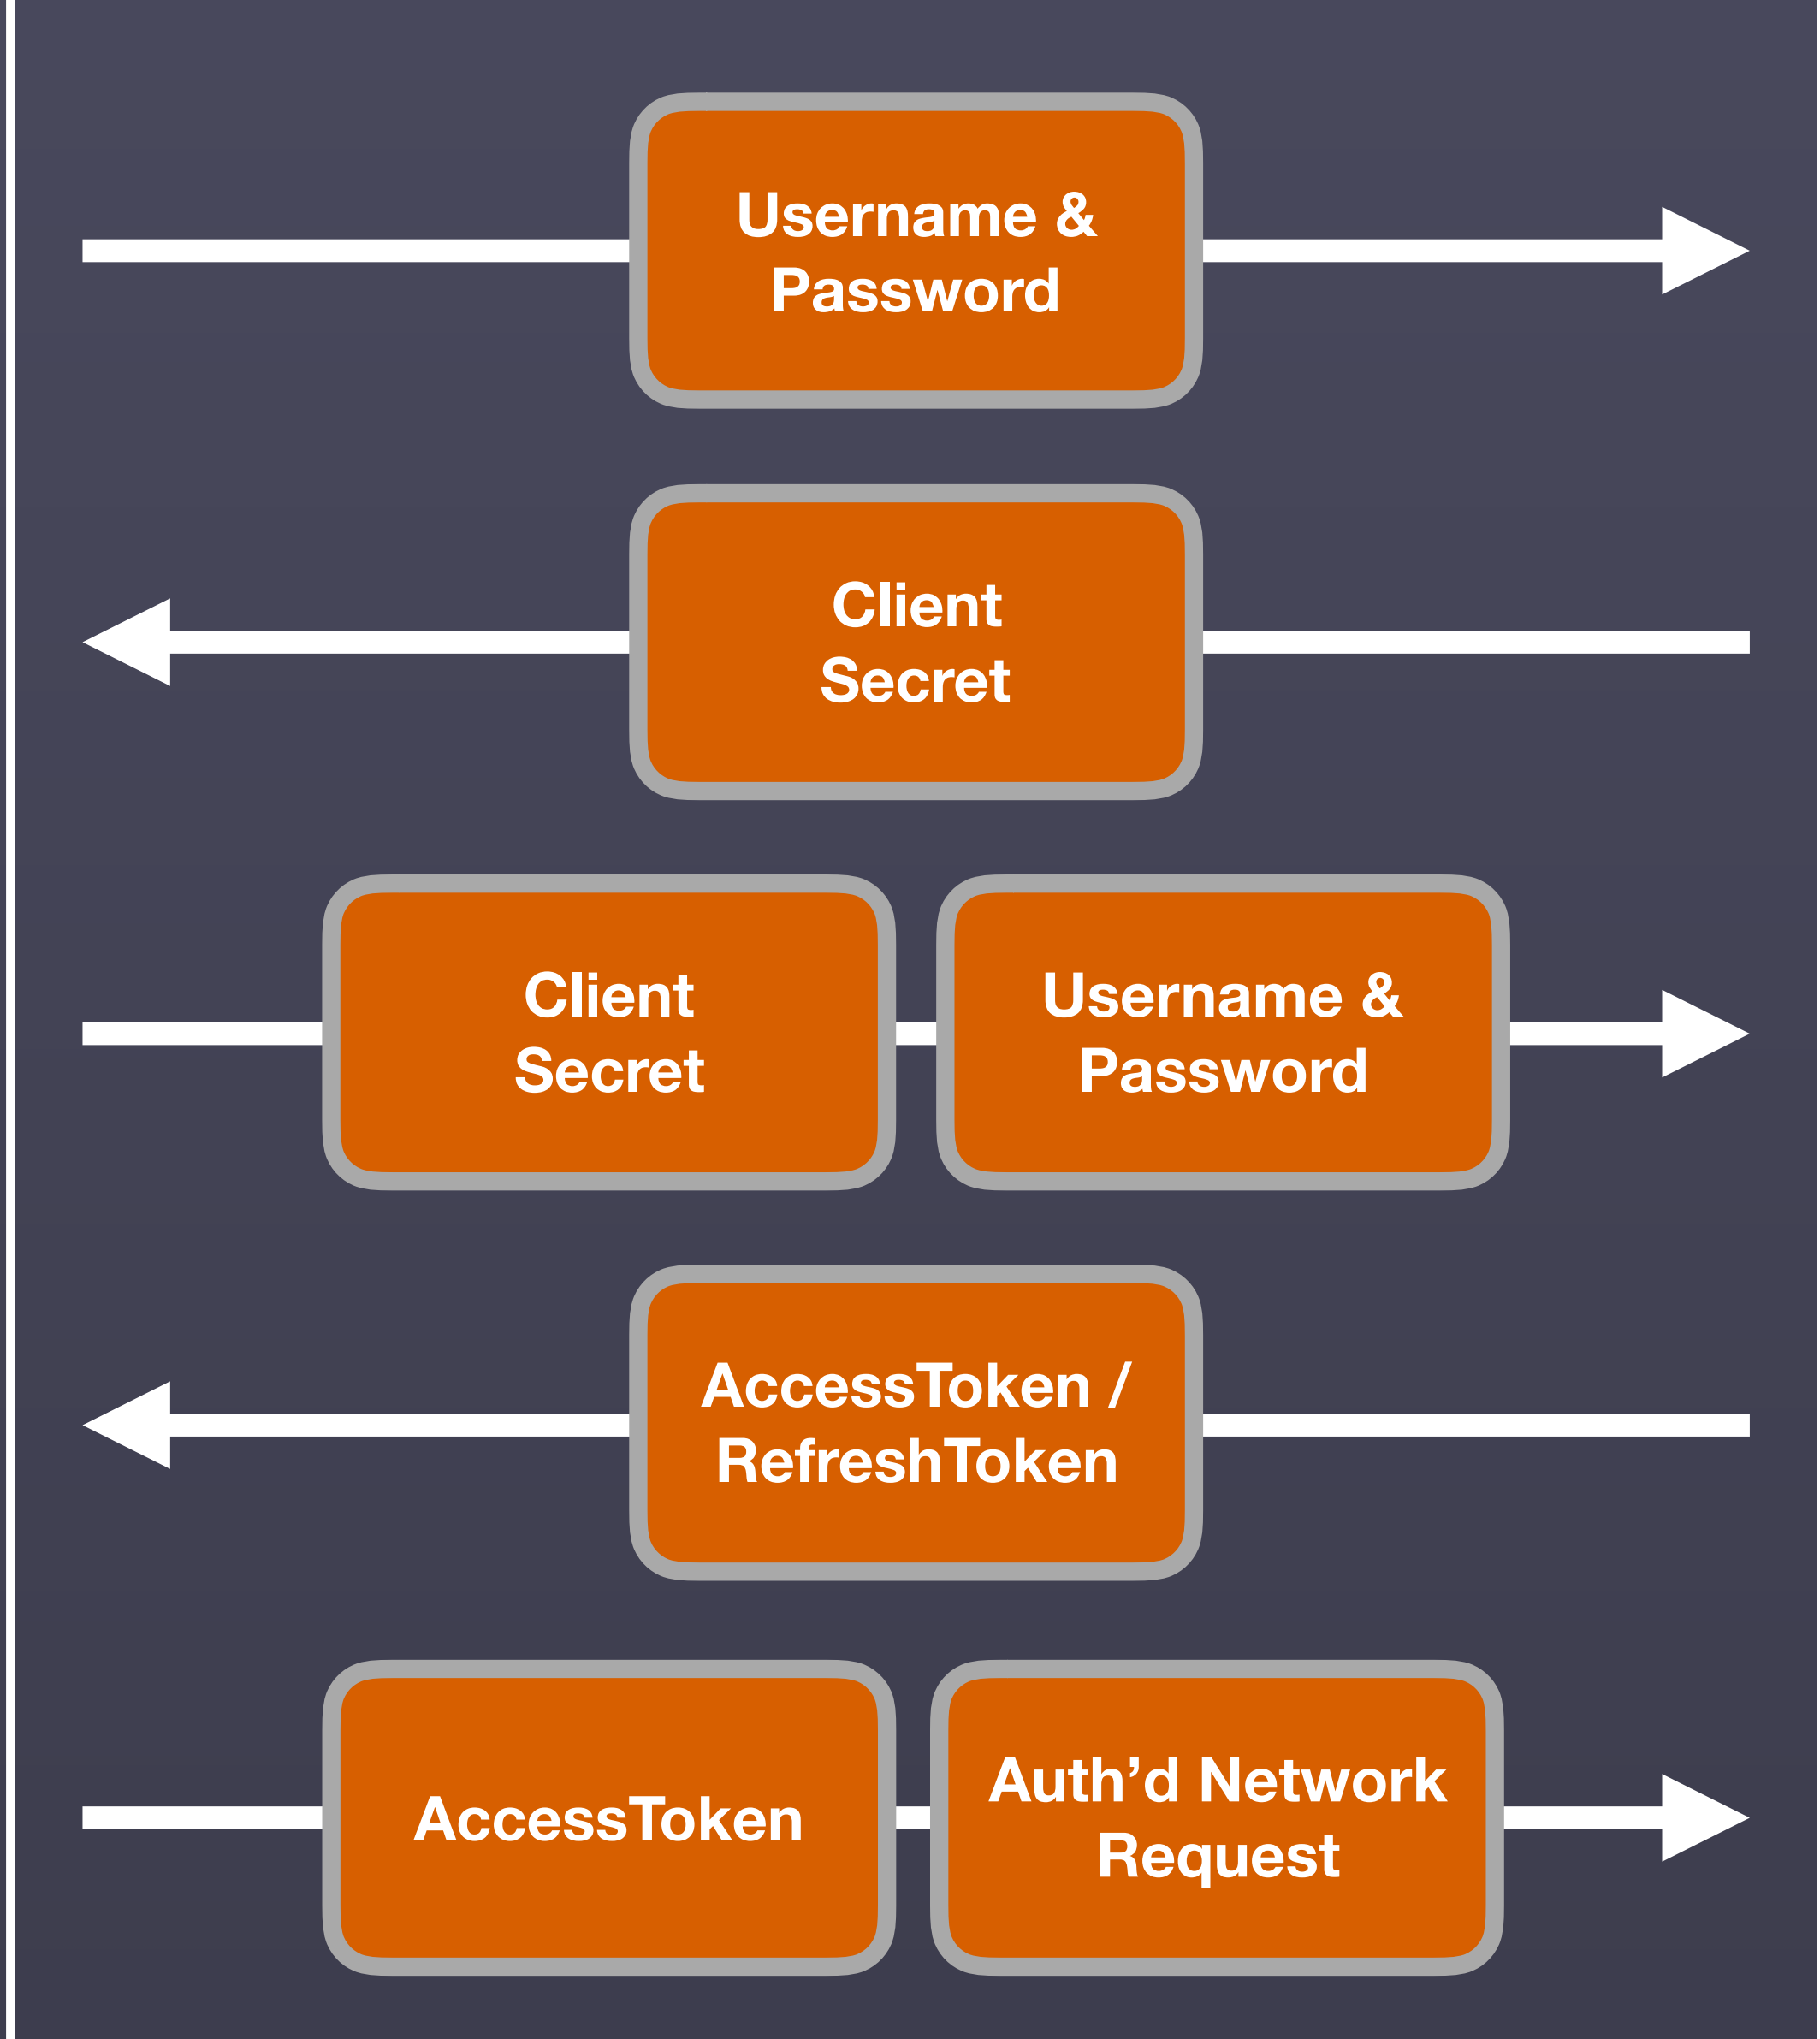 Username &
Password
Client
Secret
Client
Secret
Username &
Password
AccessToken /
RefreshToken
AccessToken
Auth’d Network
Request